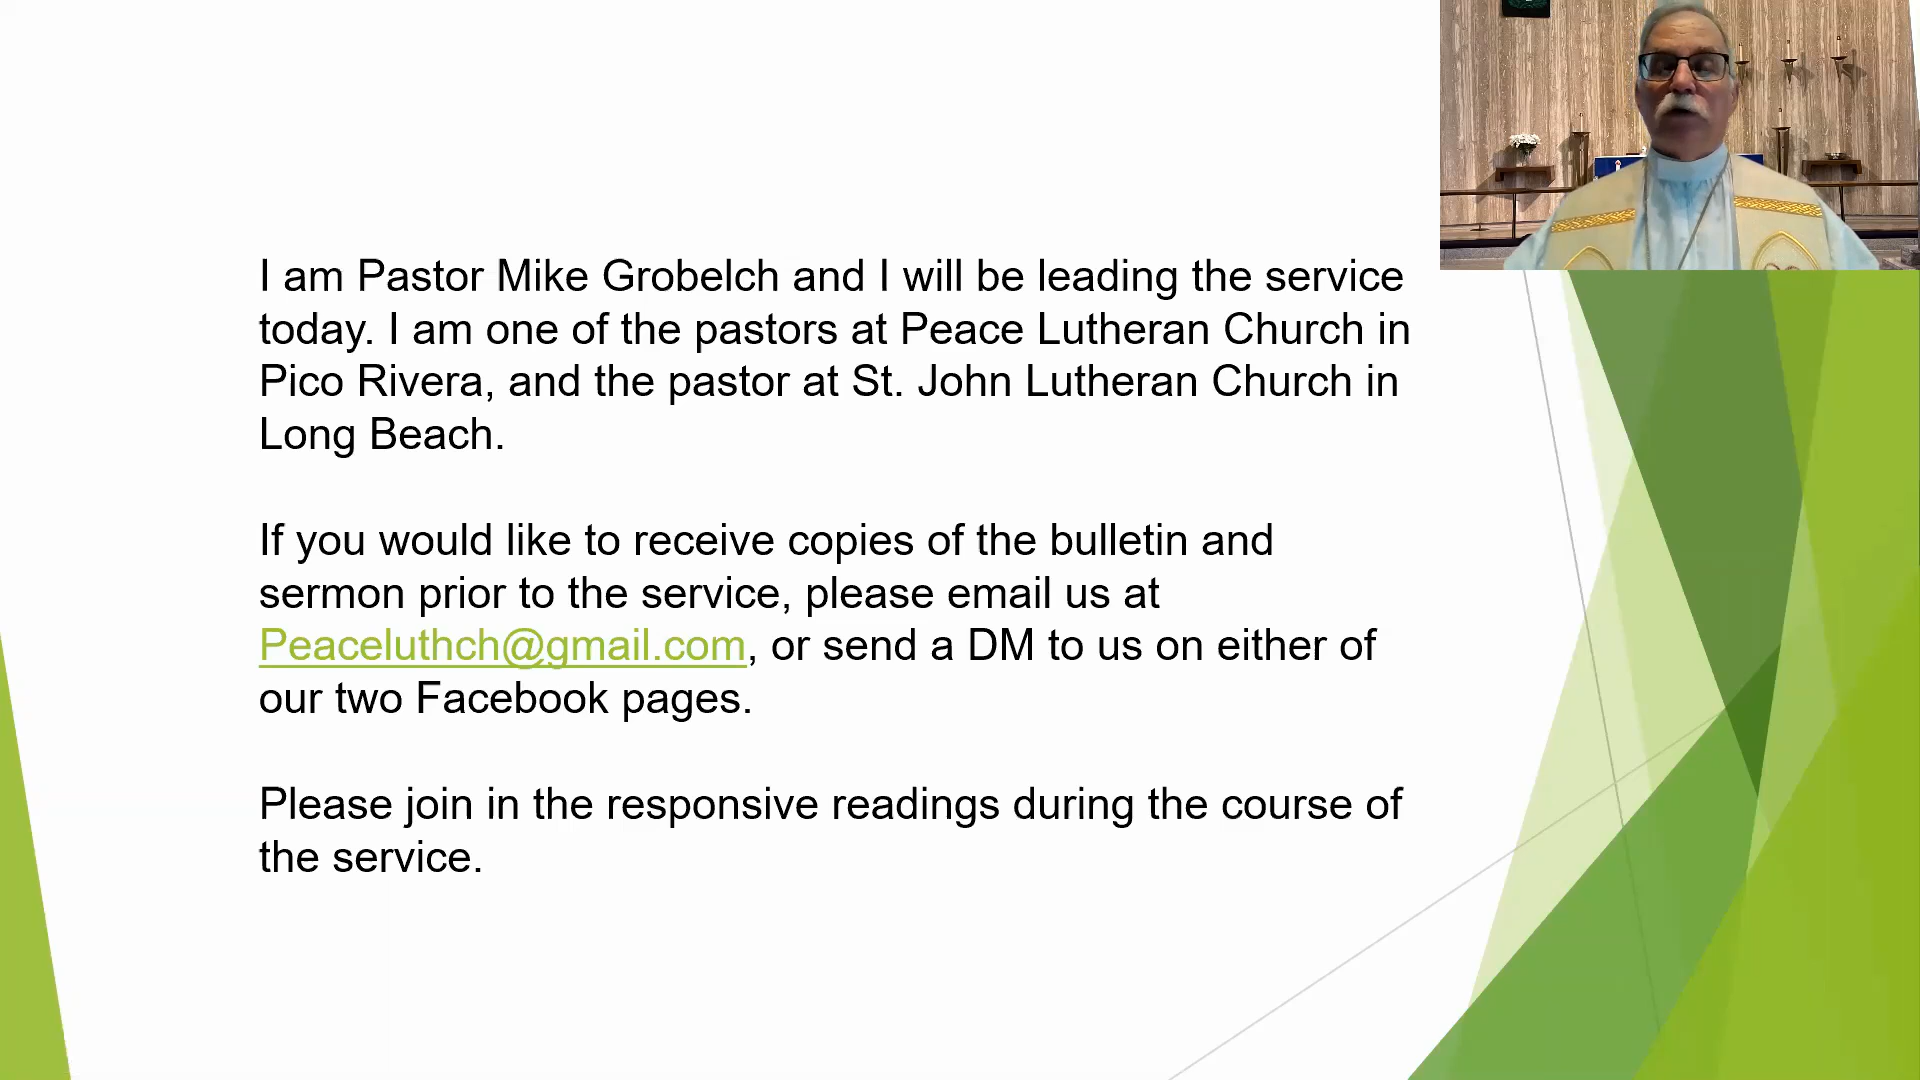 I am Pastor Mike Grobelch and I will be leading the service
today. I am one of the pastors at Peace Lutheran Church in
Pico Rivera, and the pastor at St. John Lutheran Church in
Long Beach.
If you would like to receive copies of the bulletin and
sermon prior to the service, please email us at
Peaceluthch@gmail.com, or send a DM to us on either of
our two Facebook pages.
Please join in the responsive readings during the course of
the service.